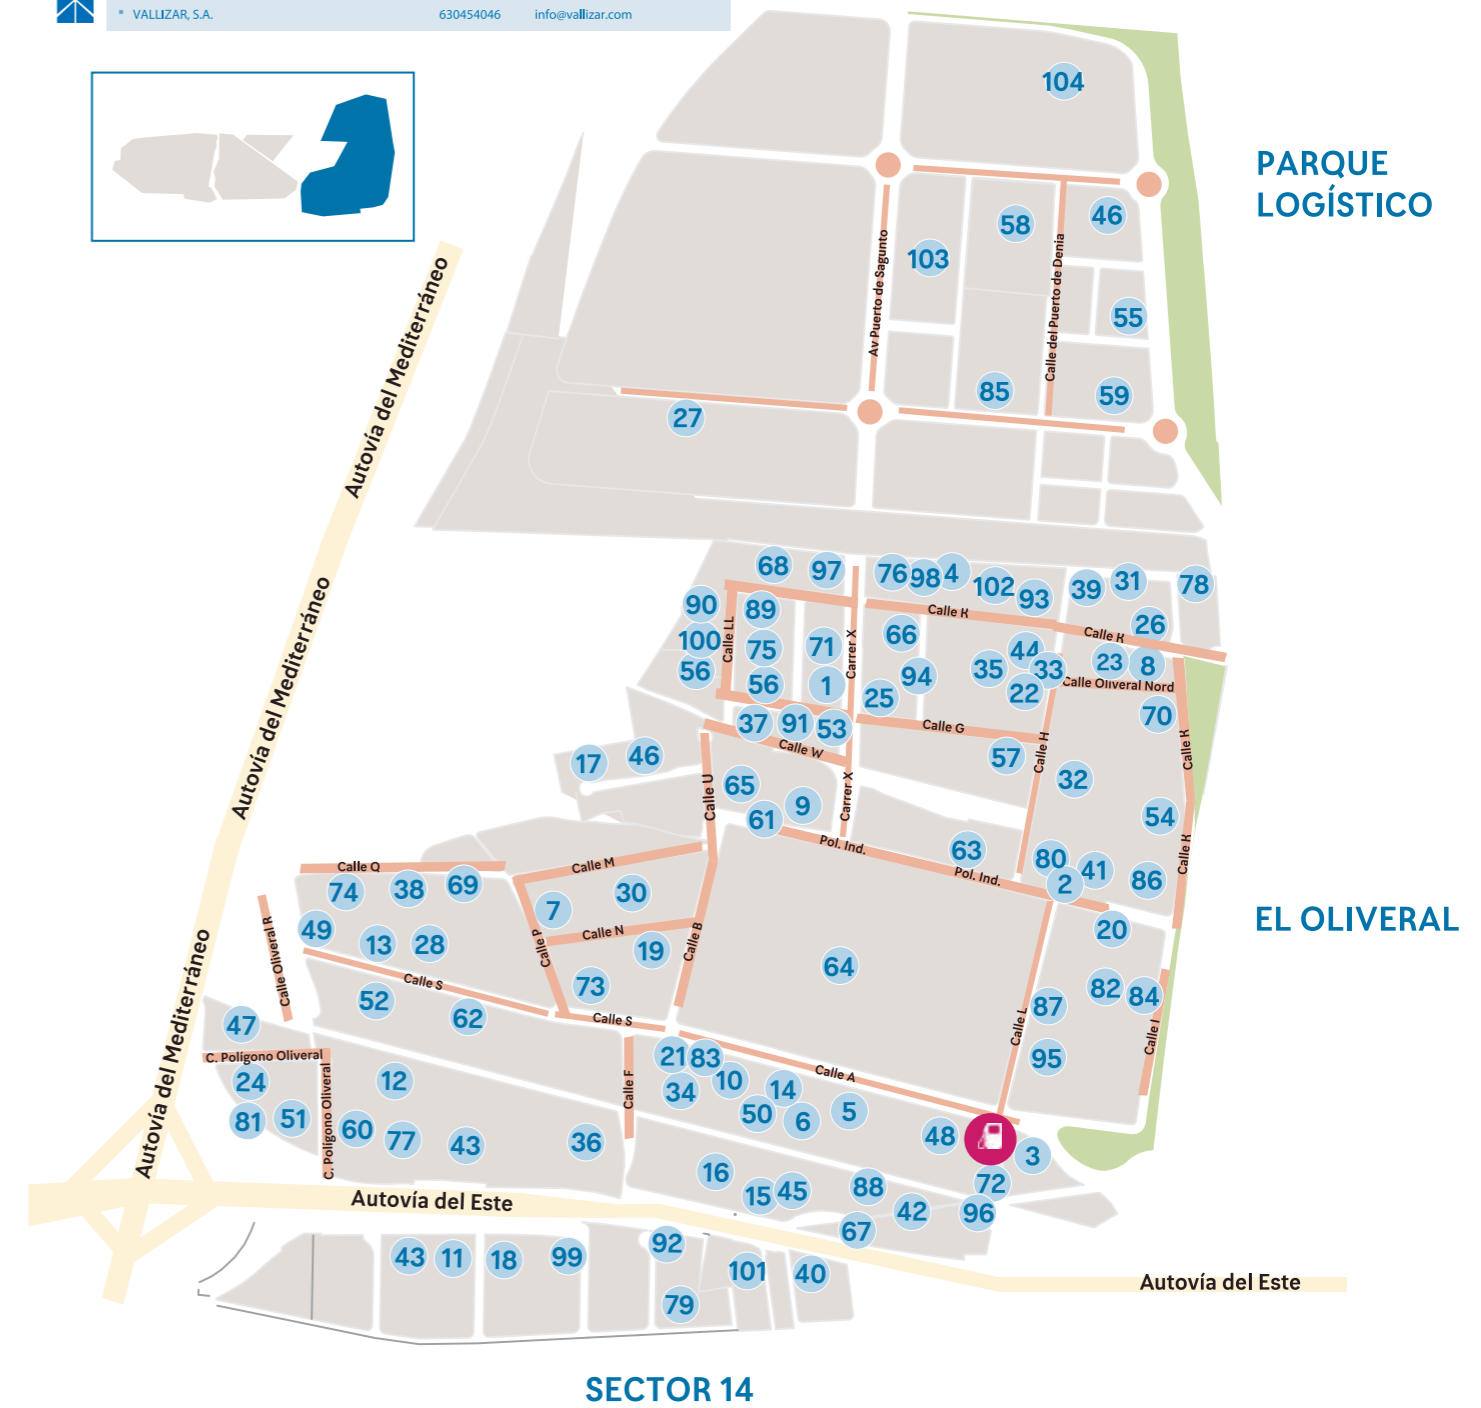 * VALLIZAR, S.A. 630454046 info@vallizar.com
104
PARQUE
LOGÍSTICO
46
58
103
Av Puerto de Sagunto
Calle del Puerto de Denia
55
85
59
27
Autovía del Mediterráneo
68
97
76
98
4
102
93
39
31
78
90
89
Calle K
26
Calle K
100
75
71
66
44
Calle LL
Carrer X
56
56
1
94
35
33
23
8
25
22
Calle Oliveral Nord
37
91
53
Calle G
70
Calle W
Calle H
Calle K
17
46
57
32
Autovía del Mediterráneo
65
9
Calle U
Carrer X
61
54
Pol. Ind.
63
80
41
Calle K
Calle Q
Calle M
Pol. Ind.
2
86
74
38
69
30
7
EL OLIVERAL
49
13
28
Calle N
19
Calle P
Calle B
20
64
Calle Oliveral R
Calle S
73
82
84
52
62
87
47
Calle S
Calle L
Calle I
C. Polígono Oliveral
21
83
95
24
12
34
10
Calle A
14
Calle F
81
51
60
C. Polígono Oliveral
50
6
5
77
43
36
48
3
Autovía del Mediterráneo
16
72
15
45
88
Autovía del Este
42
96
67
43
11
18
99
92
101
40
79
Autovía del Este
SECTOR 14